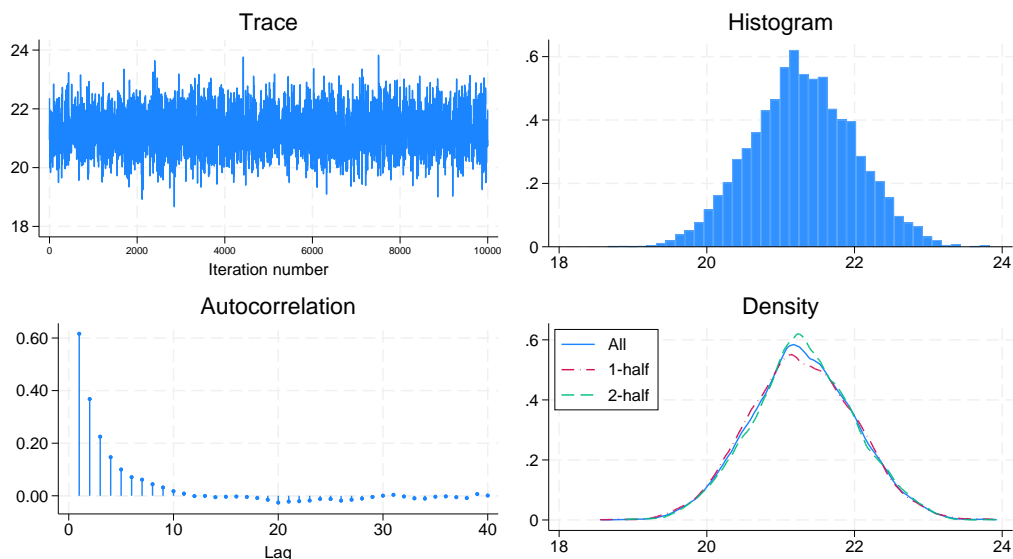 Trace
24
22
20
18
0 2000 4000 6000 8000 10000
Iteration number
Histogram
.6
.4
.2
0
18 20 22 24
Autocorrelation
0.60
0.40
0.20
0.00
0 10 20 30 40
Lag
Density
.6
.4
.2
0
All
1-half
2-half
18 20 22 24